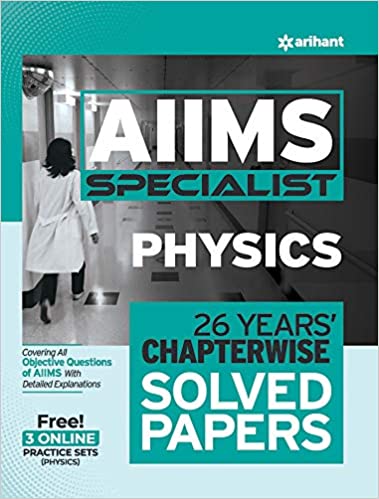 arihant
AIIMS
SPECIALIST
PHYSICS
26 YEARS'
CHAPTERWISE
SOLVED
PAPERS
Covering All
Objective Questions
of AIIMS With
Detailed Explanations
Free!
3 ONLINE
PRACTICE SETS
(PHYSICS)